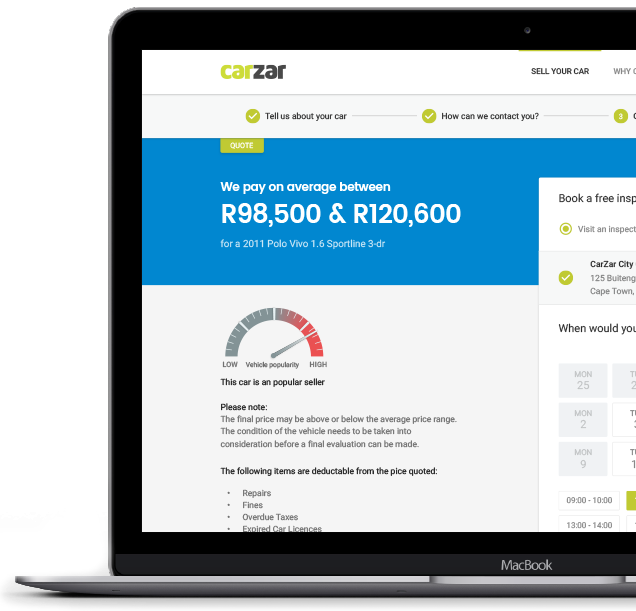 carzar
SELL YOUR CAR
WHY
Tell us about your car
How can we contact you?
3
QUOTE
We pay on average between
R98,500 & R120,600
for a 2011 Polo Vivo 1.6 Sportline 3-dr
Book a free insp
Visit an inspect
CarZar City
125 Buiteng
Cape Town,
LOW Vehicle popularity HIGH
This car is an popular seller
When would you
Please note:
The final price may be above or below the average price range.
The condition of the vehicle needs to be taken into
consideration before a final evaluation can be made.
MON
25
MON
2
MON
9
The following items are deductable from the pice quoted:
• Repairs
• Fines
• Overdue Taxes
• Expired Car Licences
09:00 - 10:00
13:00 - 14:00
MacBook